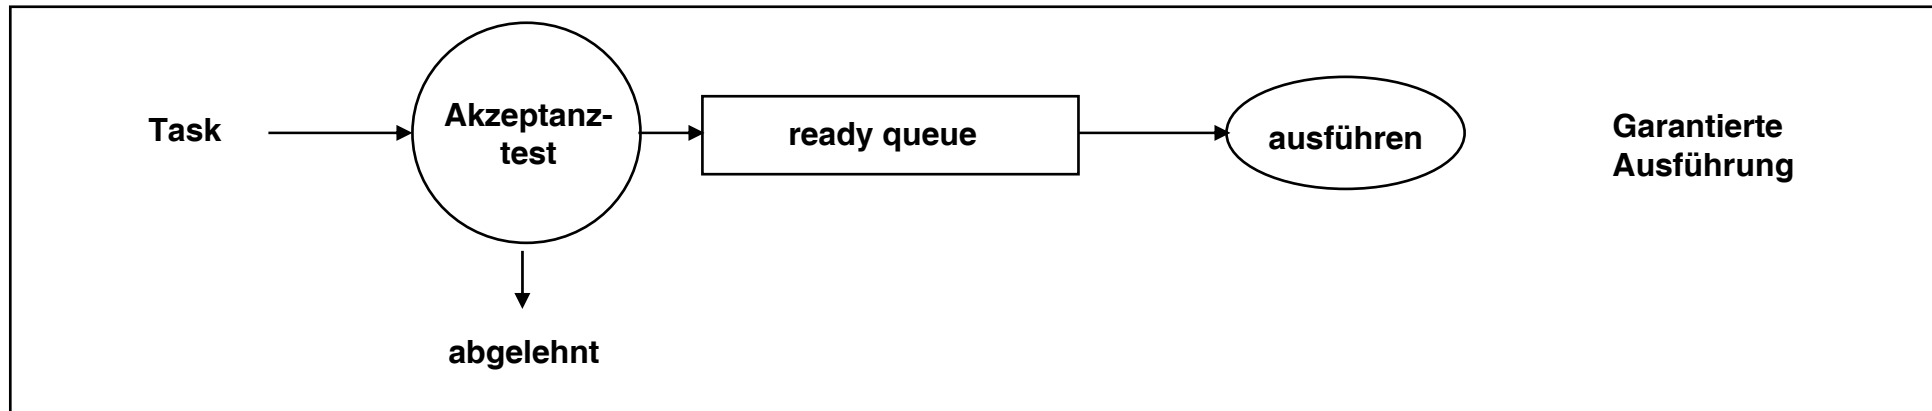 Task
Akzeptanz-
test
ready queue
ausführen
Garantierte
Ausführung
abgelehnt